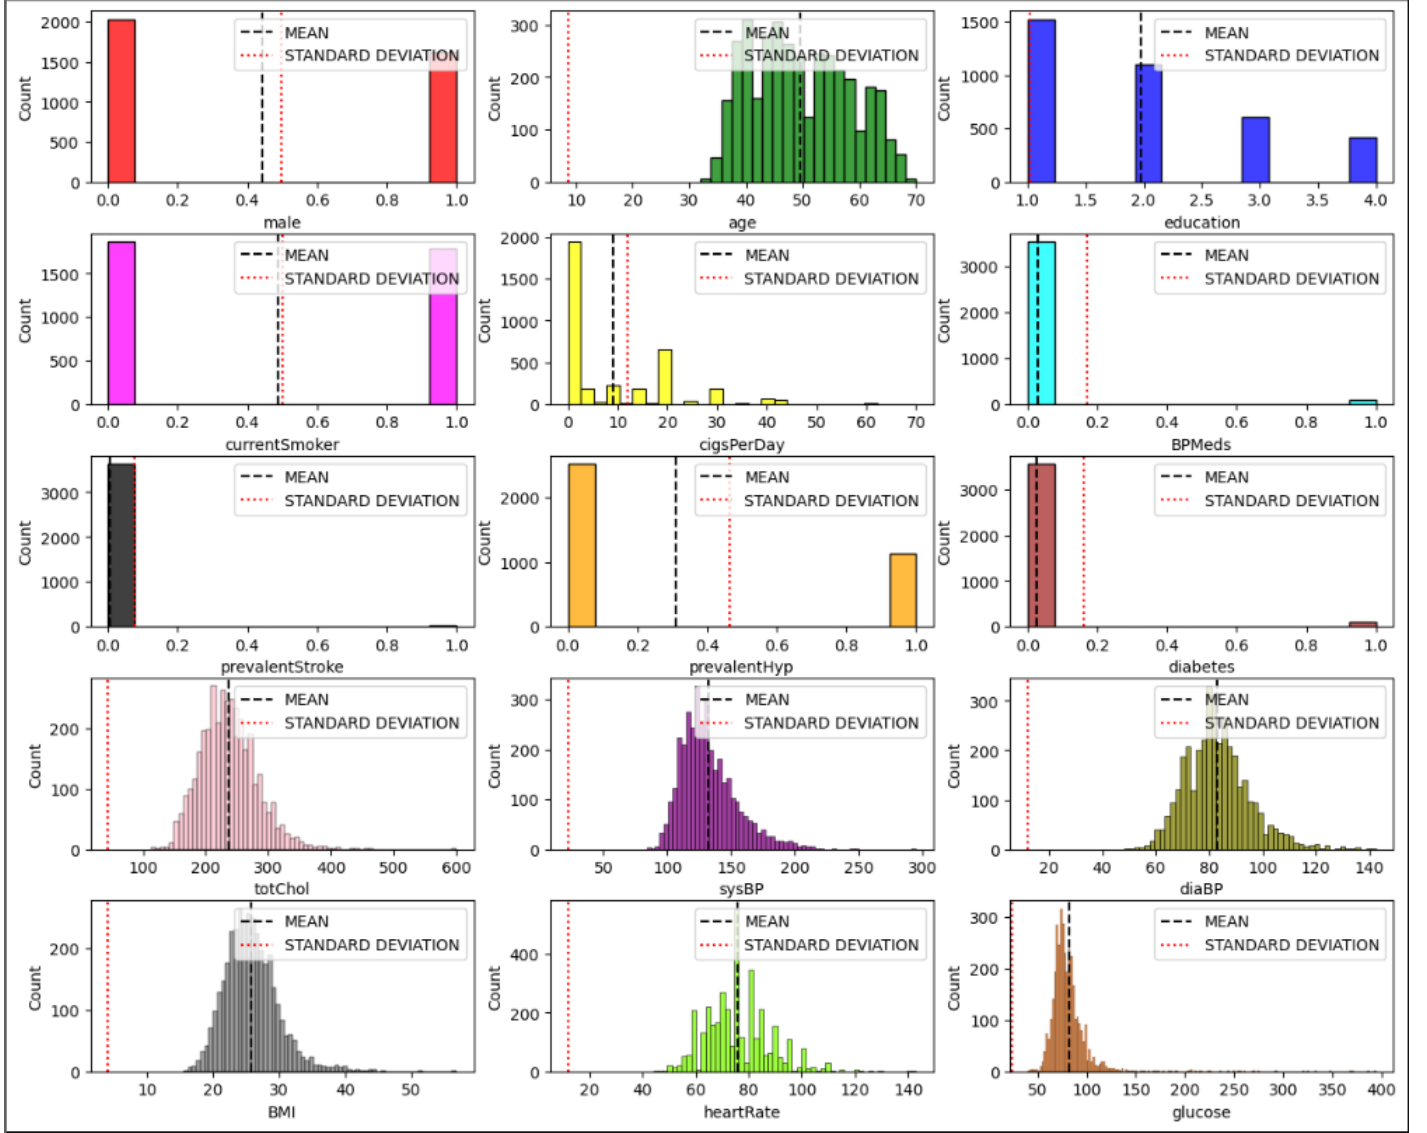 MEAN
STANDARD DEVIATION
2000
1500
1000
500
0
Count
0.0 0.2 0.4 0.6 0.8 1.0
male
MEAN
STANDARD DEVIATION
300
200
100
0
Count
10 20 30 40 50 60 70
age
MEAN
STANDARD DEVIATION
1500
1000
500
0
Count
1.0 1.5 2.0 2.5 3.0 3.5 4.0
education
MEAN
STANDARD DEVIATION
1500
1000
500
0
Count
0.0 0.2 0.4 0.6 0.8 1.0
currentSmoker
MEAN
STANDARD DEVIATION
2000
1500
1000
500
0
Count
0 10 20 30 40 50 60 70
cigsPerDay
MEAN
STANDARD DEVIATION
3000
2000
1000
0
Count
0.0 0.2 0.4 0.6 0.8 1.0
BPMeds
MEAN
STANDARD DEVIATION
3000
2000
1000
0
Count
0.0 0.2 0.4 0.6 0.8 1.0
prevalentStroke
MEAN
STANDARD DEVIATION
2000
1000
0
Count
0.0 0.2 0.4 0.6 0.8 1.0
prevalentHyp
MEAN
STANDARD DEVIATION
3000
2000
1000
0
Count
0.0 0.2 0.4 0.6 0.8 1.0
diabetes
MEAN
STANDARD DEVIATION
200
100
0
Count
100 200 300 400 500 600
totChol
MEAN
STANDARD DEVIATION
300
200
100
0
Count
50 100 150 200 250 300
sysBP
MEAN
STANDARD DEVIATION
300
200
100
0
Count
20 40 60 80 100 120 140
diaBP
MEAN
STANDARD DEVIATION
200
100
0
Count
10 20 30 40 50
BMI
MEAN
STANDARD DEVIATION
400
200
0
Count
20 40 60 80 100 120 140
heartRate
MEAN
STANDARD DEVIATION
300
200
100
0
Count
50 100 150 200 250 300 350 400
glucose